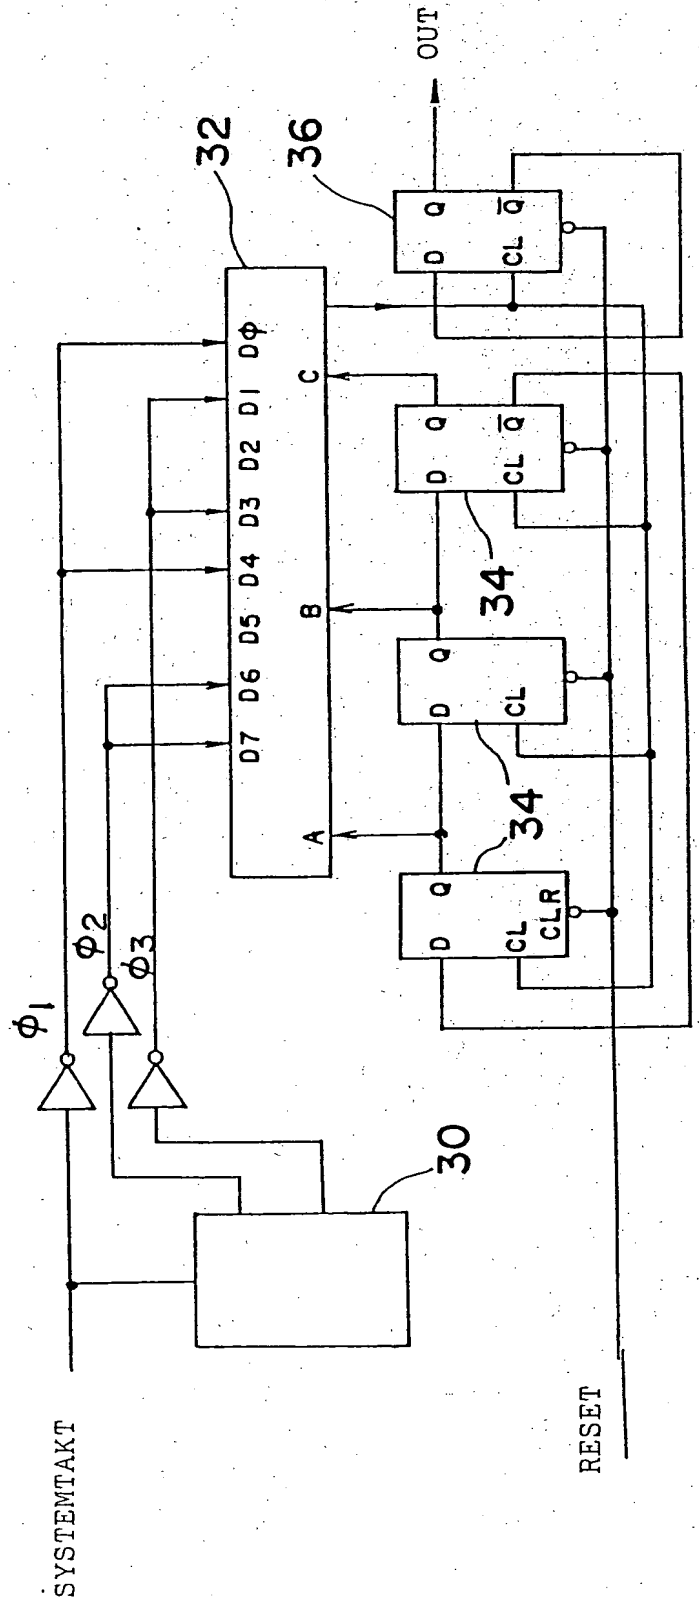 SYSTEMTAKT
RESET
30
ϕ1
ϕ2
ϕ3
32
D7 D6 D5 D4 D3 D2 D1 Dϕ
A B C
34
34
36
D Q
CL
CLR
D Q
CL
D Q
CL Q̅
D Q
CL Q̅
OUT